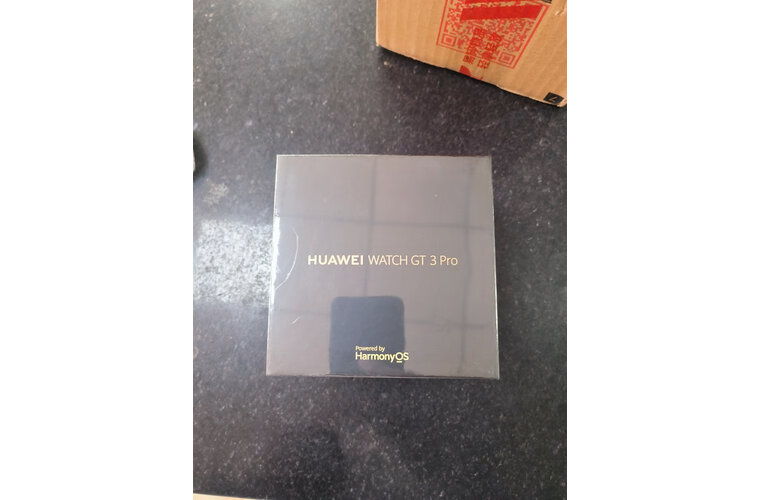 HUAWEI WATCH GT 3 Pro
Powered by
HarmonyOS